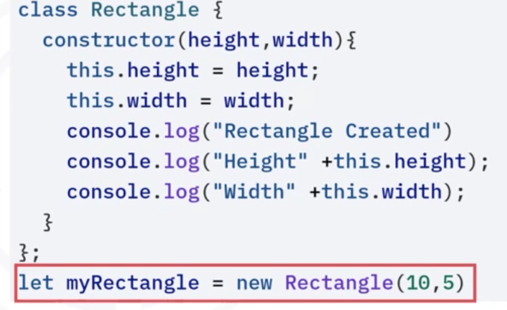 class Rectangle {
constructor(height,width){
this.height = height;
this.width = width;
console.log("Rectangle Created")
console.log("Height" +this.height);
console.log("Width" +this.width);
}
};
let myRectangle = new Rectangle(10,5)